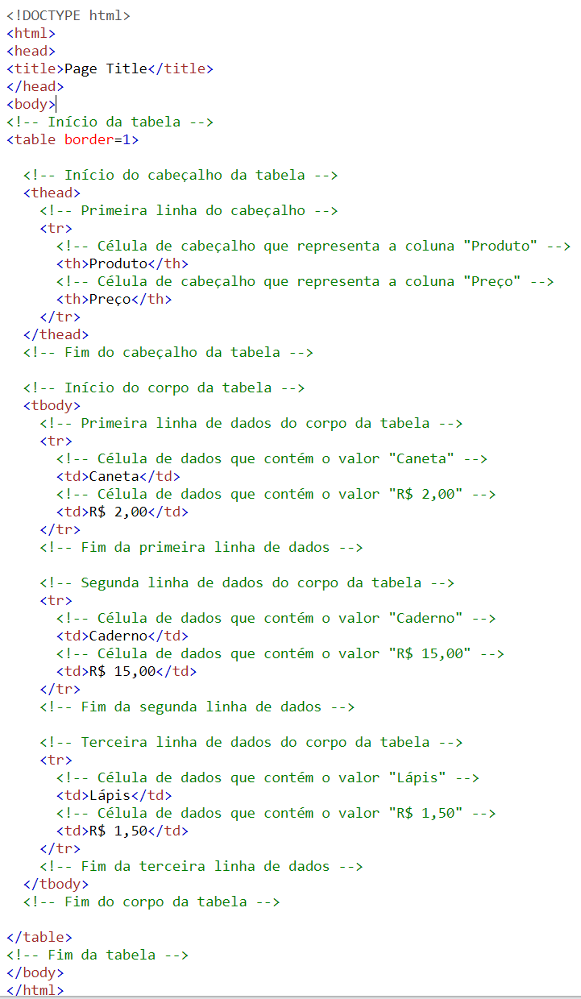 <!DOCTYPE html>
<html>
<head>
<title>Page Title</title>
</head>
<body>
<!-- Início da tabela -->
<table border=1>
<!-- Início do cabeçalho da tabela -->
<thead>
<!-- Primeira linha do cabeçalho -->
<tr>
<!-- Célula de cabeçalho que representa a coluna "Produto" -->
<th>Produto</th>
<!-- Célula de cabeçalho que representa a coluna "Preço" -->
<th>Preço</th>
</tr>
</thead>
<!-- Fim do cabeçalho da tabela -->
<!-- Início do corpo da tabela -->
<tbody>
<!-- Primeira linha de dados do corpo da tabela -->
<tr>
<!-- Célula de dados que contém o valor "Caneta" -->
<td>Caneta</td>
<!-- Célula de dados que contém o valor "R$ 2,00" -->
<td>R$ 2,00</td>
</tr>
<!-- Fim da primeira linha de dados -->
<!-- Segunda linha de dados do corpo da tabela -->
<tr>
<!-- Célula de dados que contém o valor "Caderno" -->
<td>Caderno</td>
<!-- Célula de dados que contém o valor "R$ 15,00" -->
<td>R$ 15,00</td>
</tr>
<!-- Fim da segunda linha de dados -->
<!-- Terceira linha de dados do corpo da tabela -->
<tr>
<!-- Célula de dados que contém o valor "Lápis" -->
<td>Lápis</td>
<!-- Célula de dados que contém o valor "R$ 1,50" -->
<td>R$ 1,50</td>
</tr>
<!-- Fim da terceira linha de dados -->
</tbody>
<!-- Fim do corpo da tabela -->
</table>
<!-- Fim da tabela -->
</body>
</html>